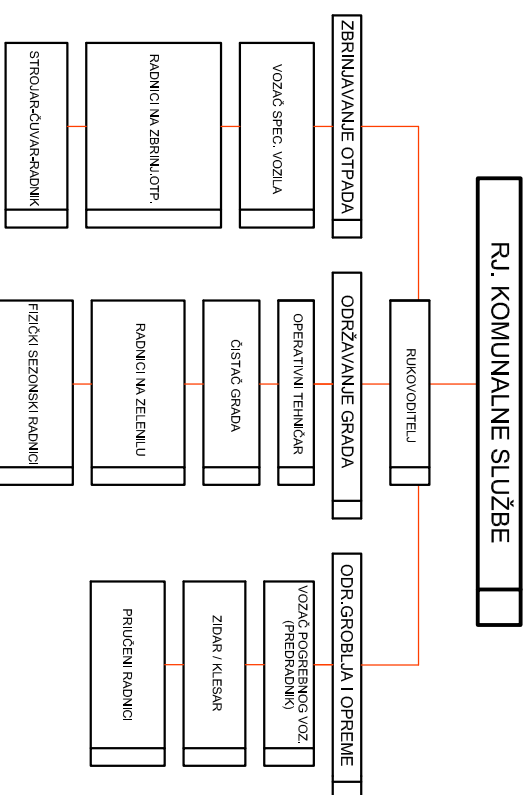 RJ. KOMUNALNE SLUŽBE
RUKOVODITELJ
ZBRINJAVANJE OTPADA
VOZAČ SPEC. VOZILA
RADNICI NA ZBRINJ.OTP.
STROJAR-ČUVAR-RADNIK
ODRŽAVANJE GRADA
OPERATIVNI TEHNIČAR
ČISTAČ GRADA
RADNICI NA ZELENILU
FIZIČKI SEZONSKI RADNICI
ODR.GROBLJA I OPREME
VOZAČ POGREBNOG VOZ.
(PREDRADNIK)
ZIDAR / KLESAR
PRIUČENI RADNICI